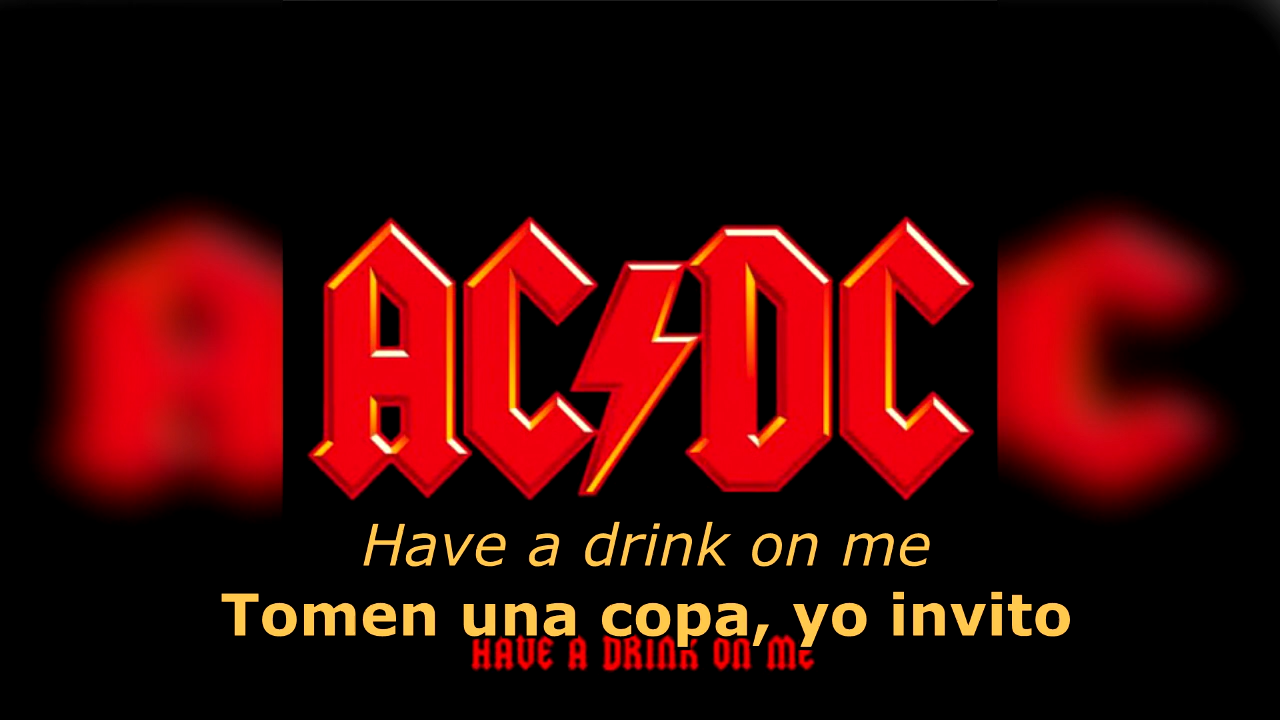 AC/DC
Have a drink on me
Tomen una copa, yo invito
HAVE A DRINK ON ME